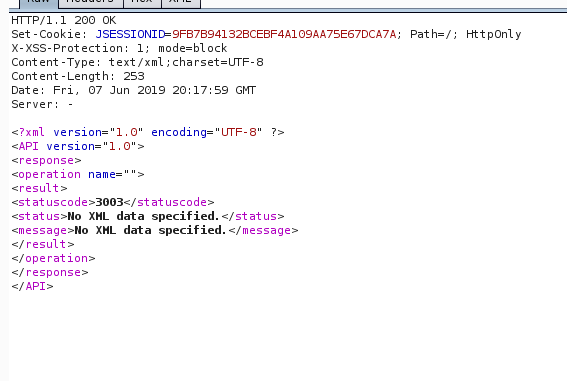 Raw Headers Hex XML
HTTP/1.1 200 OK
Set-Cookie: JSESSIONID=9FB7B94132BCEBF4A109AA75E67DCA7A; Path=/; HttpOnly
X-XSS-Protection: 1; mode=block
Content-Type: text/xml;charset=UTF-8
Content-Length: 253
Date: Fri, 07 Jun 2019 20:17:59 GMT
Server: -
<?xml version="1.0" encoding="UTF-8" ?>
<API version="1.0">
<response>
<operation name="">
<result>
<statuscode>3003</statuscode>
<status>No XML data specified.</status>
<message>No XML data specified.</message>
</result>
</operation>
</response>
</API>